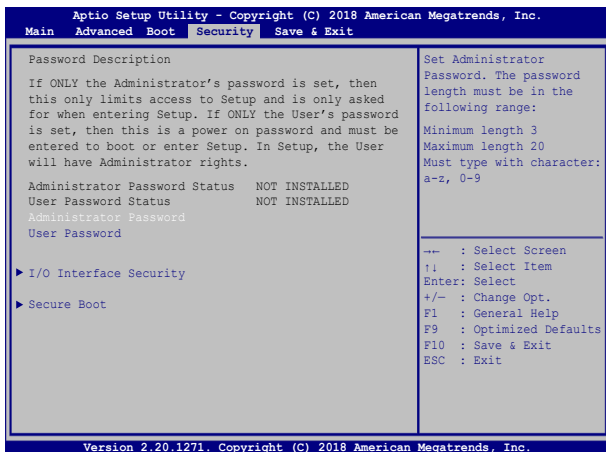 Aptio Setup Utility - Copyright (C) 2018 American Megatrends, Inc.
Main Advanced Boot Security Save & Exit
Password Description
If ONLY the Administrator's password is set, then
this only limits access to Setup and is only asked
for when entering Setup. If ONLY the User's password
is set, then this is a power on password and must be
entered to boot or enter Setup. In Setup, the User
will have Administrator rights.
Administrator Password Status NOT INSTALLED
User Password Status NOT INSTALLED
Administrator Password
User Password
I/O Interface Security
Secure Boot
Set Administrator
Password. The password
length must be in the
following range:
Minimum length 3
Maximum length 20
Must type with character:
a-z, 0-9
→← : Select Screen
↑↓ : Select Item
Enter: Select
+/— : Change Opt.
F1 : General Help
F9 : Optimized Defaults
F10 : Save & Exit
ESC : Exit
Version 2.20.1271. Copyright (C) 2018 American Megatrends, Inc.